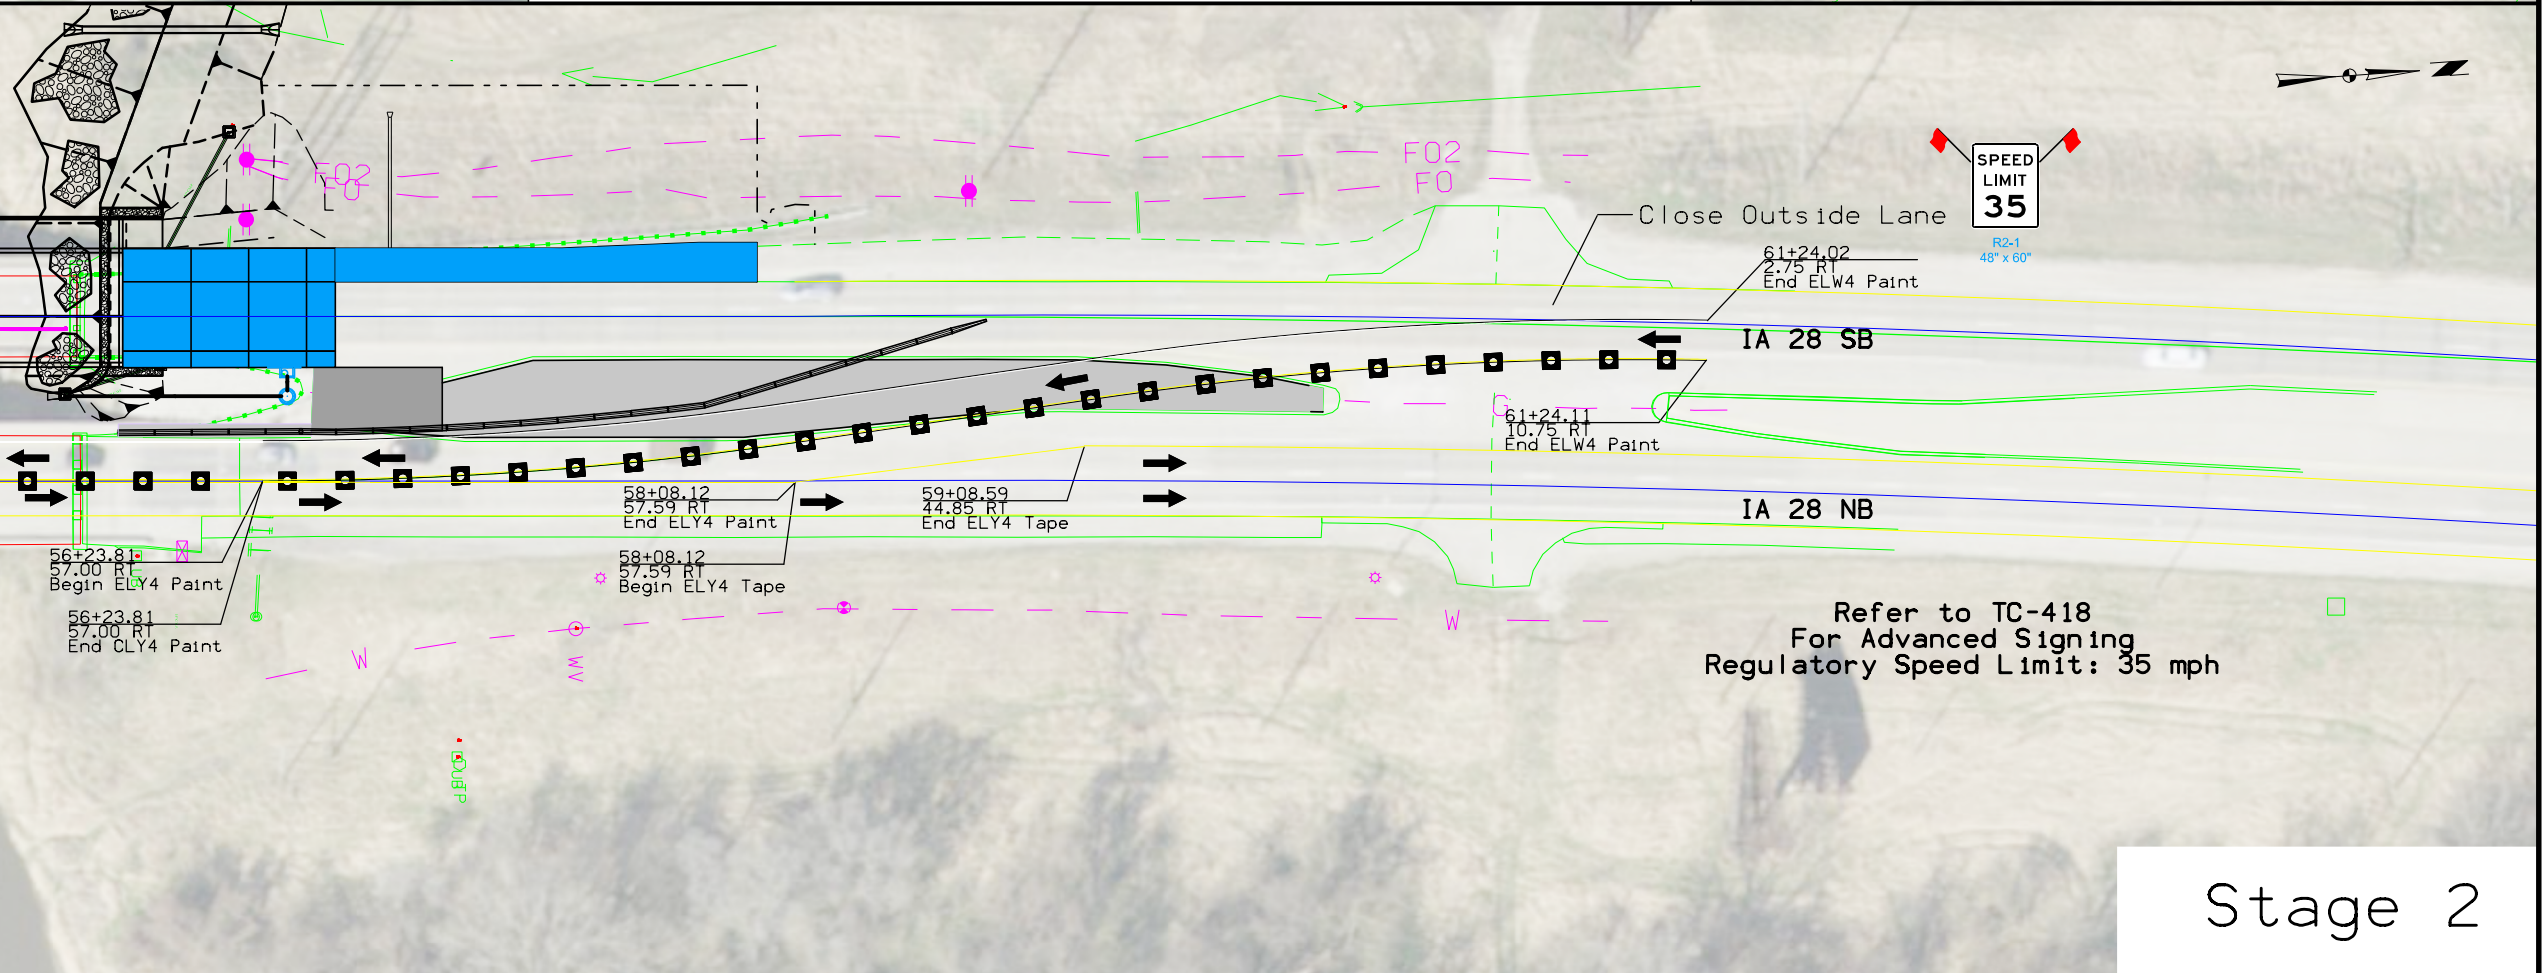 SPEED
LIMIT
35
R2-1
48" x 60"
FO2
FO
FO2
FO
Close Outside Lane
61+24.02
2.75 RT
End ELW4 Paint
IA 28 SB
G
61+24.11
10.75 RT
End ELW4 Paint
58+08.12
57.59 RT
End ELY4 Paint
59+08.59
44.85 RT
End ELY4 Tape
IA 28 NB
56+23.81
57.00 RT
Begin ELY4 Paint
58+08.12
57.59 RT
Begin ELY4 Tape
56+23.81
57.00 RT
End CLY4 Paint
W
W
W
W
Refer to TC-418
For Advanced Signing
Regulatory Speed Limit: 35 mph
Stage 2